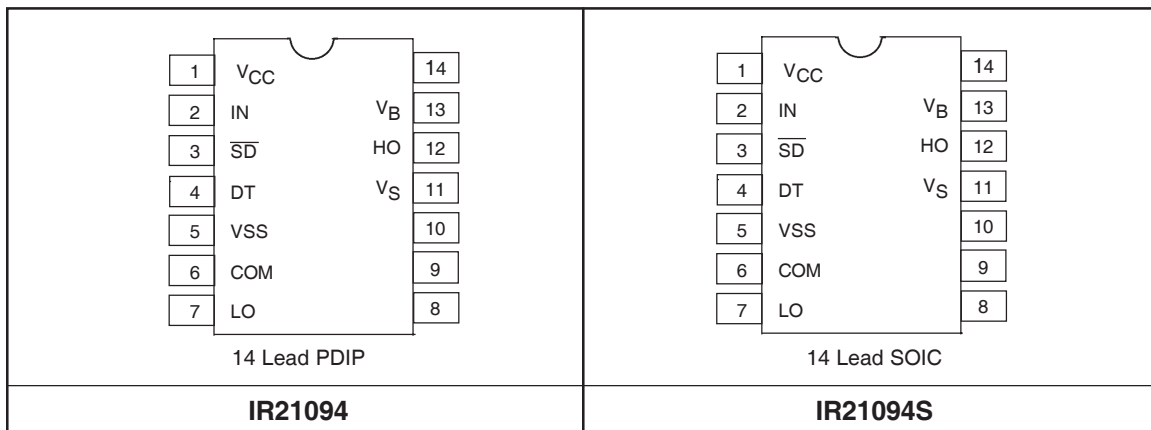 1 VCC 14
2 IN VB 13
3 SD HO 12
4 DT VS 11
5 VSS 10
6 COM 9
7 LO 8
14 Lead PDIP
IR21094
1 VCC 14
2 IN VB 13
3 SD HO 12
4 DT VS 11
5 VSS 10
6 COM 9
7 LO 8
14 Lead SOIC
IR21094S